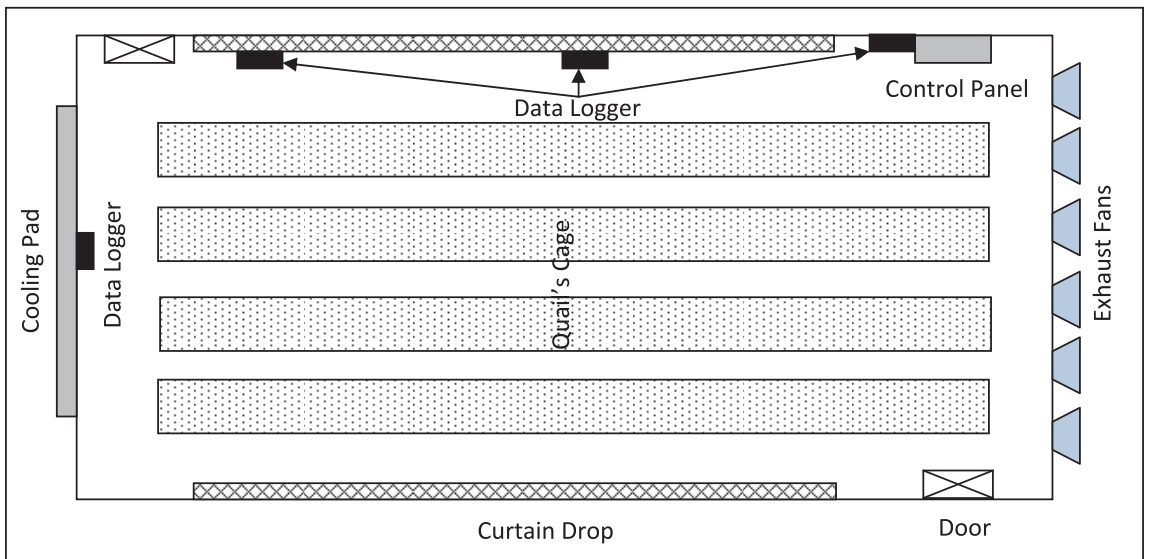 Data Logger
Control Panel
Cooling Pad
Data Logger
Quail's Cage
Exhaust Fans
Curtain Drop
Door